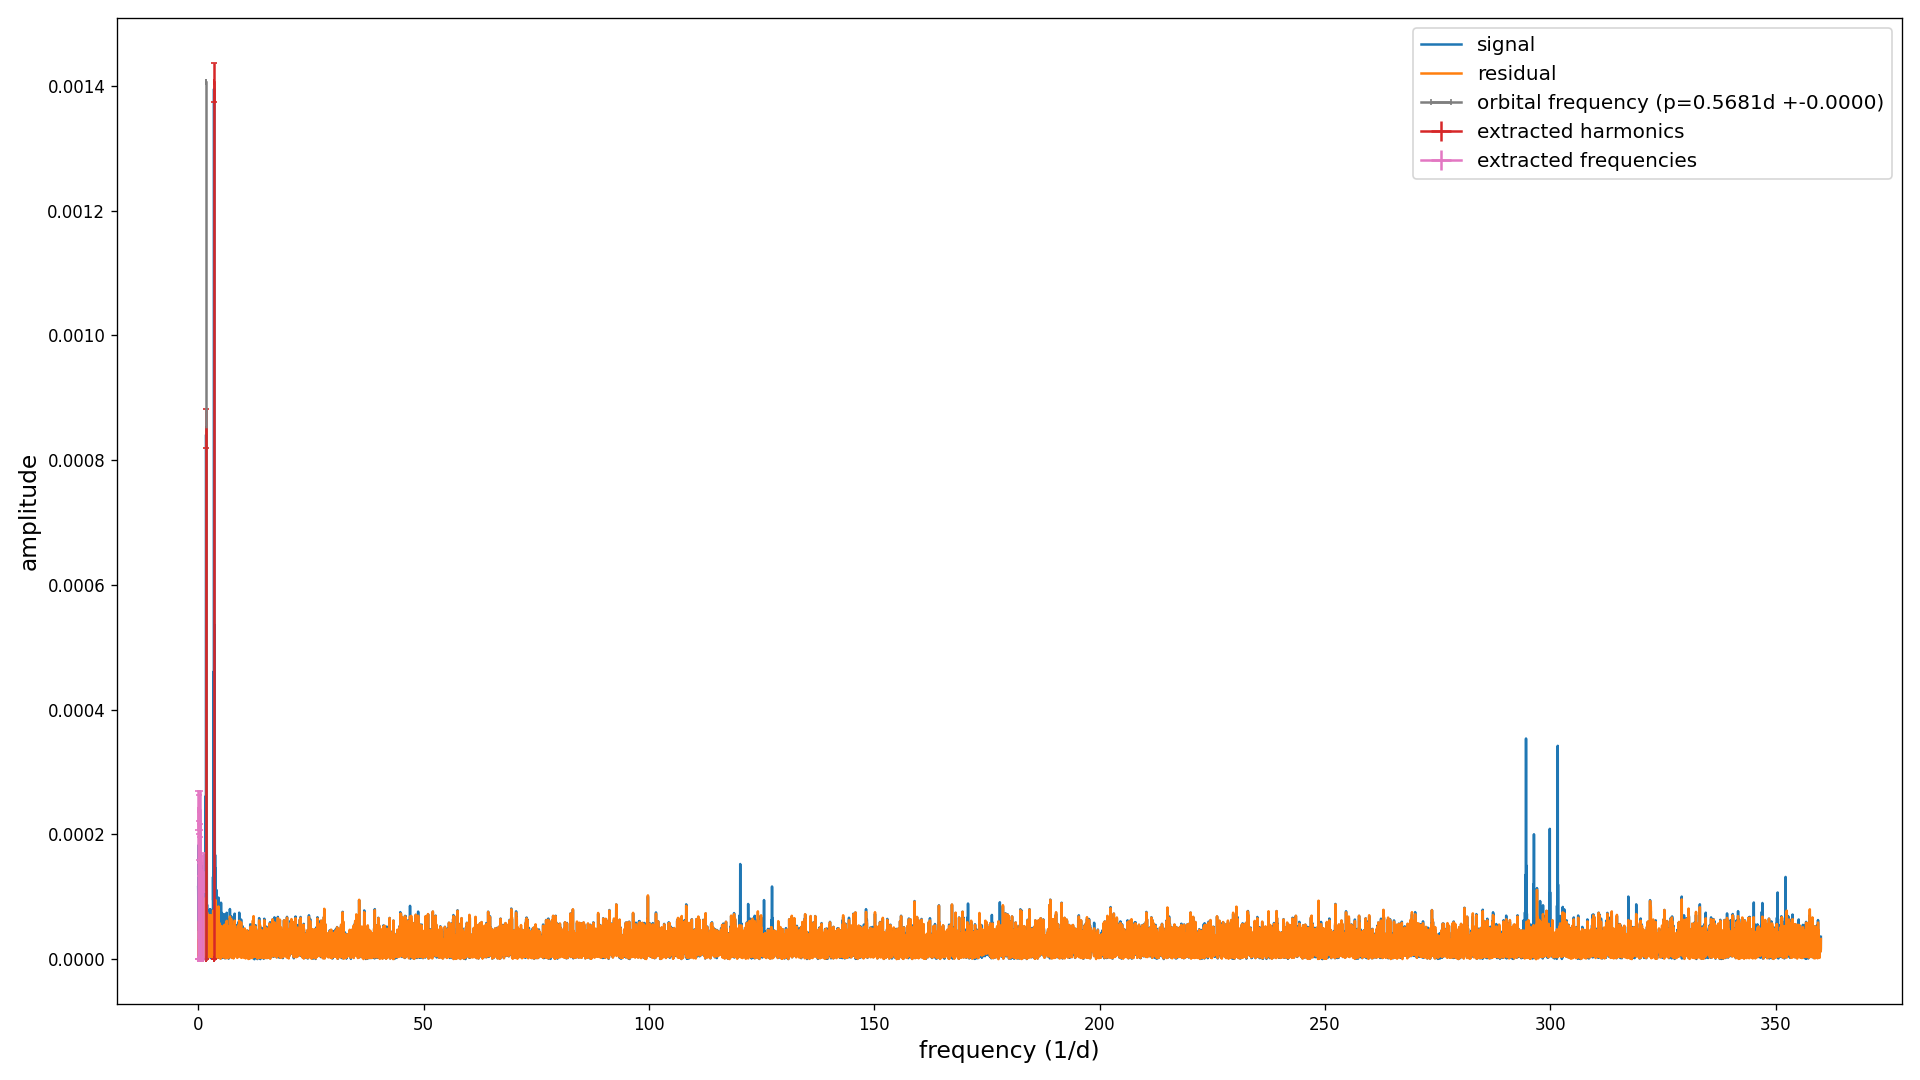 signal
residual
orbital frequency (p=0.5681d +-0.0000)
extracted harmonics
extracted frequencies
amplitude
0.0014
0.0012
0.0010
0.0008
0.0006
0.0004
0.0002
0.0000
0 50 100 150 200 250 300 350
frequency (1/d)